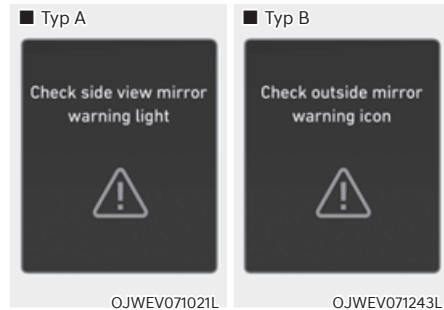 ■ Typ A
Check side view mirror
warning light
OJWEV071021L
■ Typ B
Check outside mirror
warning icon
OJWEV071243L